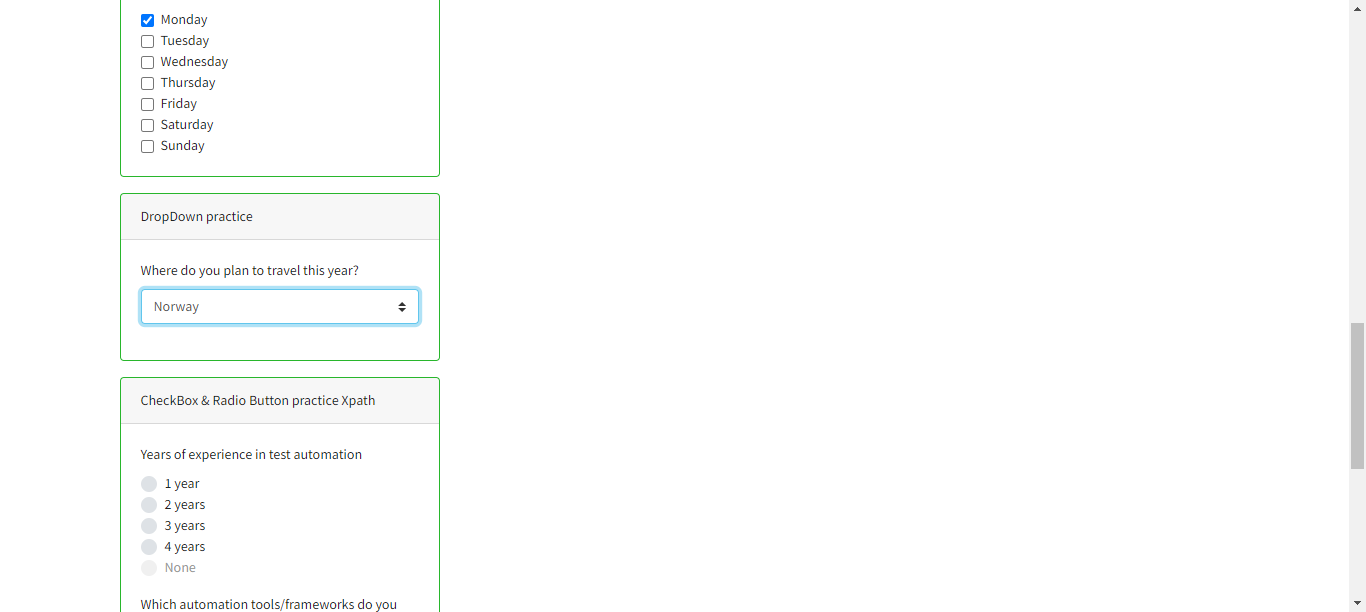 Monday
Tuesday
Wednesday
Thursday
Friday
Saturday
Sunday
DropDown practice
Where do you plan to travel this year?
Norway
CheckBox & Radio Button practice Xpath
Years of experience in test automation
1 year
2 years
3 years
4 years
None
Which automation tools/frameworks do you